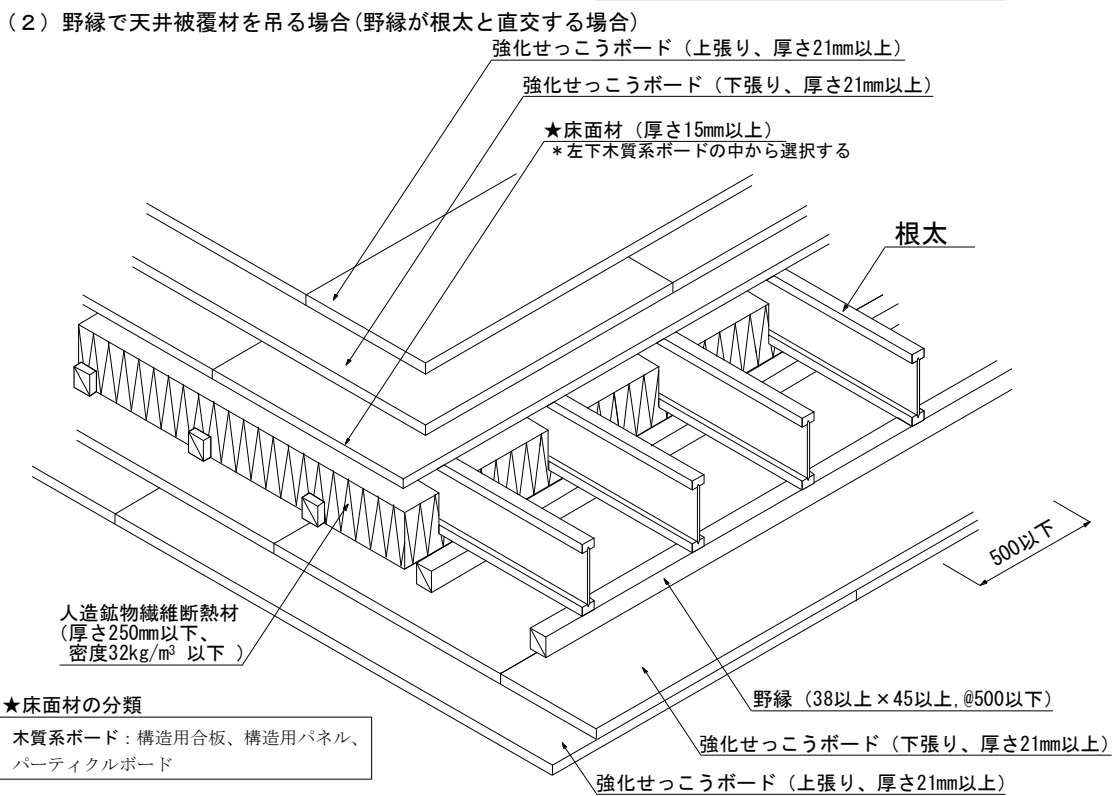 (2)野縁で天井被覆材を吊る場合(野縁が根太と直交する場合)
強化せっこうボード(上張り、厚さ21mm以上)
強化せっこうボード(下張り、厚さ21mm以上)
★床面材(厚さ15mm以上)
*左下木質系ボードの中から選択する
根太
500以下
人造鉱物繊維断熱材
(厚さ250mm以下、
密度32kg/m³ 以下 )
野縁(38以上×45以上,@500以下)
強化せっこうボード(下張り、厚さ21mm以上)
強化せっこうボード(上張り、厚さ21mm以上)
★床面材の分類
木質系ボード:構造用合板、構造用パネル、
パーティクルボード